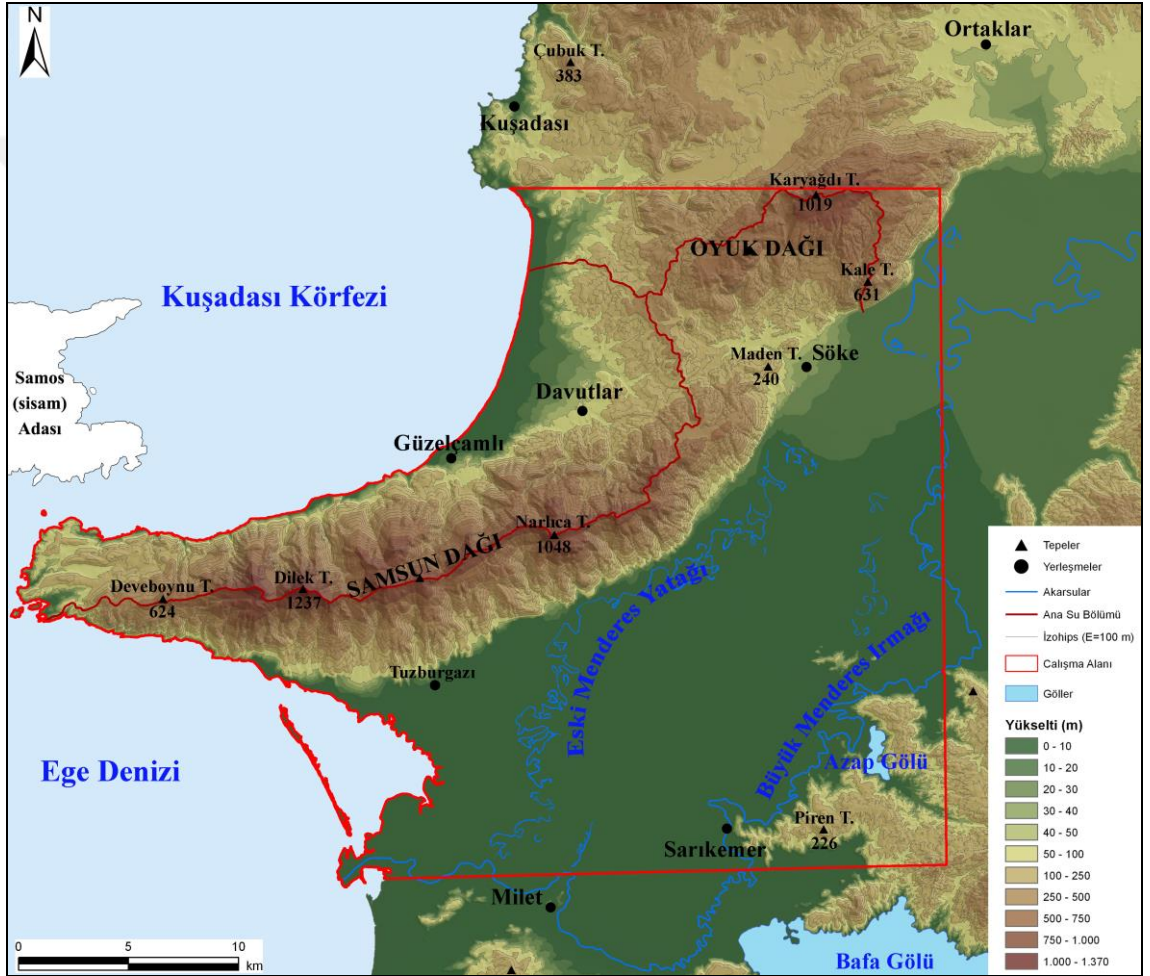 N
Ortaklar
Çubuk T.
383
Kuşadası
Karyağdı T.
1019
OYUK DAĞI
Kale T.
631
Kuşadası Körfezi
Maden T.
240
Söke
Samos
(sisam)
Adası
Davutlar
Güzelçamlı
Narlıca T.
1048
SAMSUN DAĞI
Dilek T.
1237
Deveboynu T.
624
Eski Menderes Yatağı
Büyük Menderes Irmağı
Tuzburgazı
Ege Denizi
Azap Gölü
Piren T.
226
Sarıkemer
Milet
Bafa Gölü
0 5 10
km
Tepeler
Yerleşmeler
Akarsular
Ana Su Bölümü
İzohips (E=100 m)
Calışma Alanı
Göller
Yükselti (m)
0 - 10
10 - 20
20 - 30
30 - 40
40 - 50
50 - 100
100 - 250
250 - 500
500 - 750
750 - 1.000
1.000 - 1.370